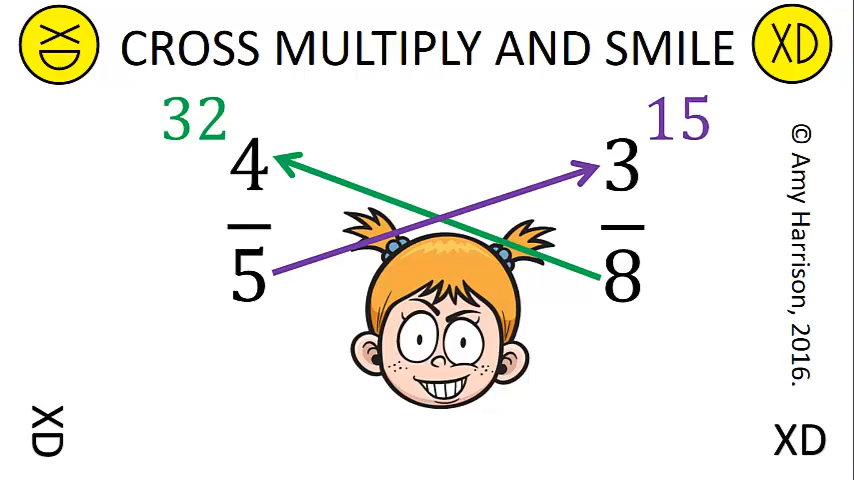 XD
CROSS MULTIPLY AND SMILE
XD
32
15
4
3
5
8
© Amy Harrison, 2016.
XD
XD